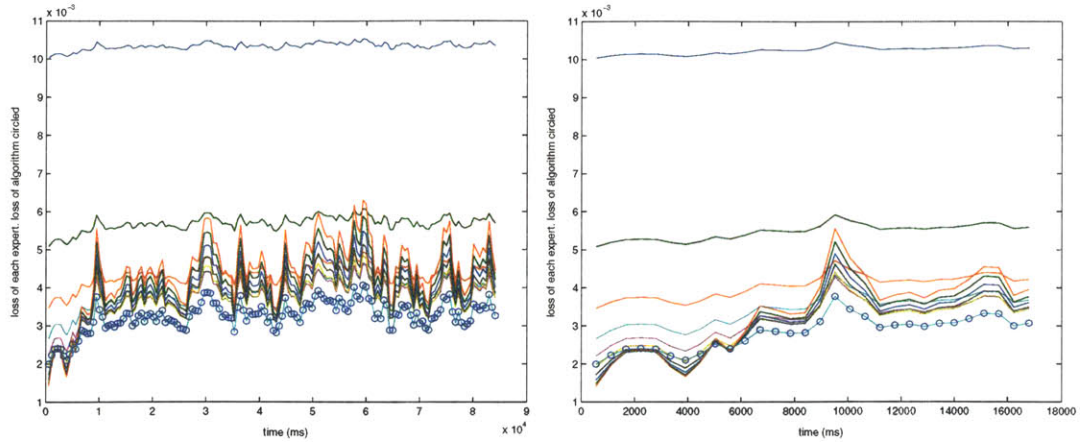 x 10⁻³
11
10
9
8
7
6
5
4
3
2
1
loss of each expert. loss of algorithm circled
0 1 2 3 4 5 6 7 8 9
time (ms)
x 10⁴
x 10⁻³
11
10
9
8
7
6
5
4
3
2
1
loss of each expert. loss of algorithm circled
0 2000 4000 6000 8000 10000 12000 14000 16000 18000
time (ms)